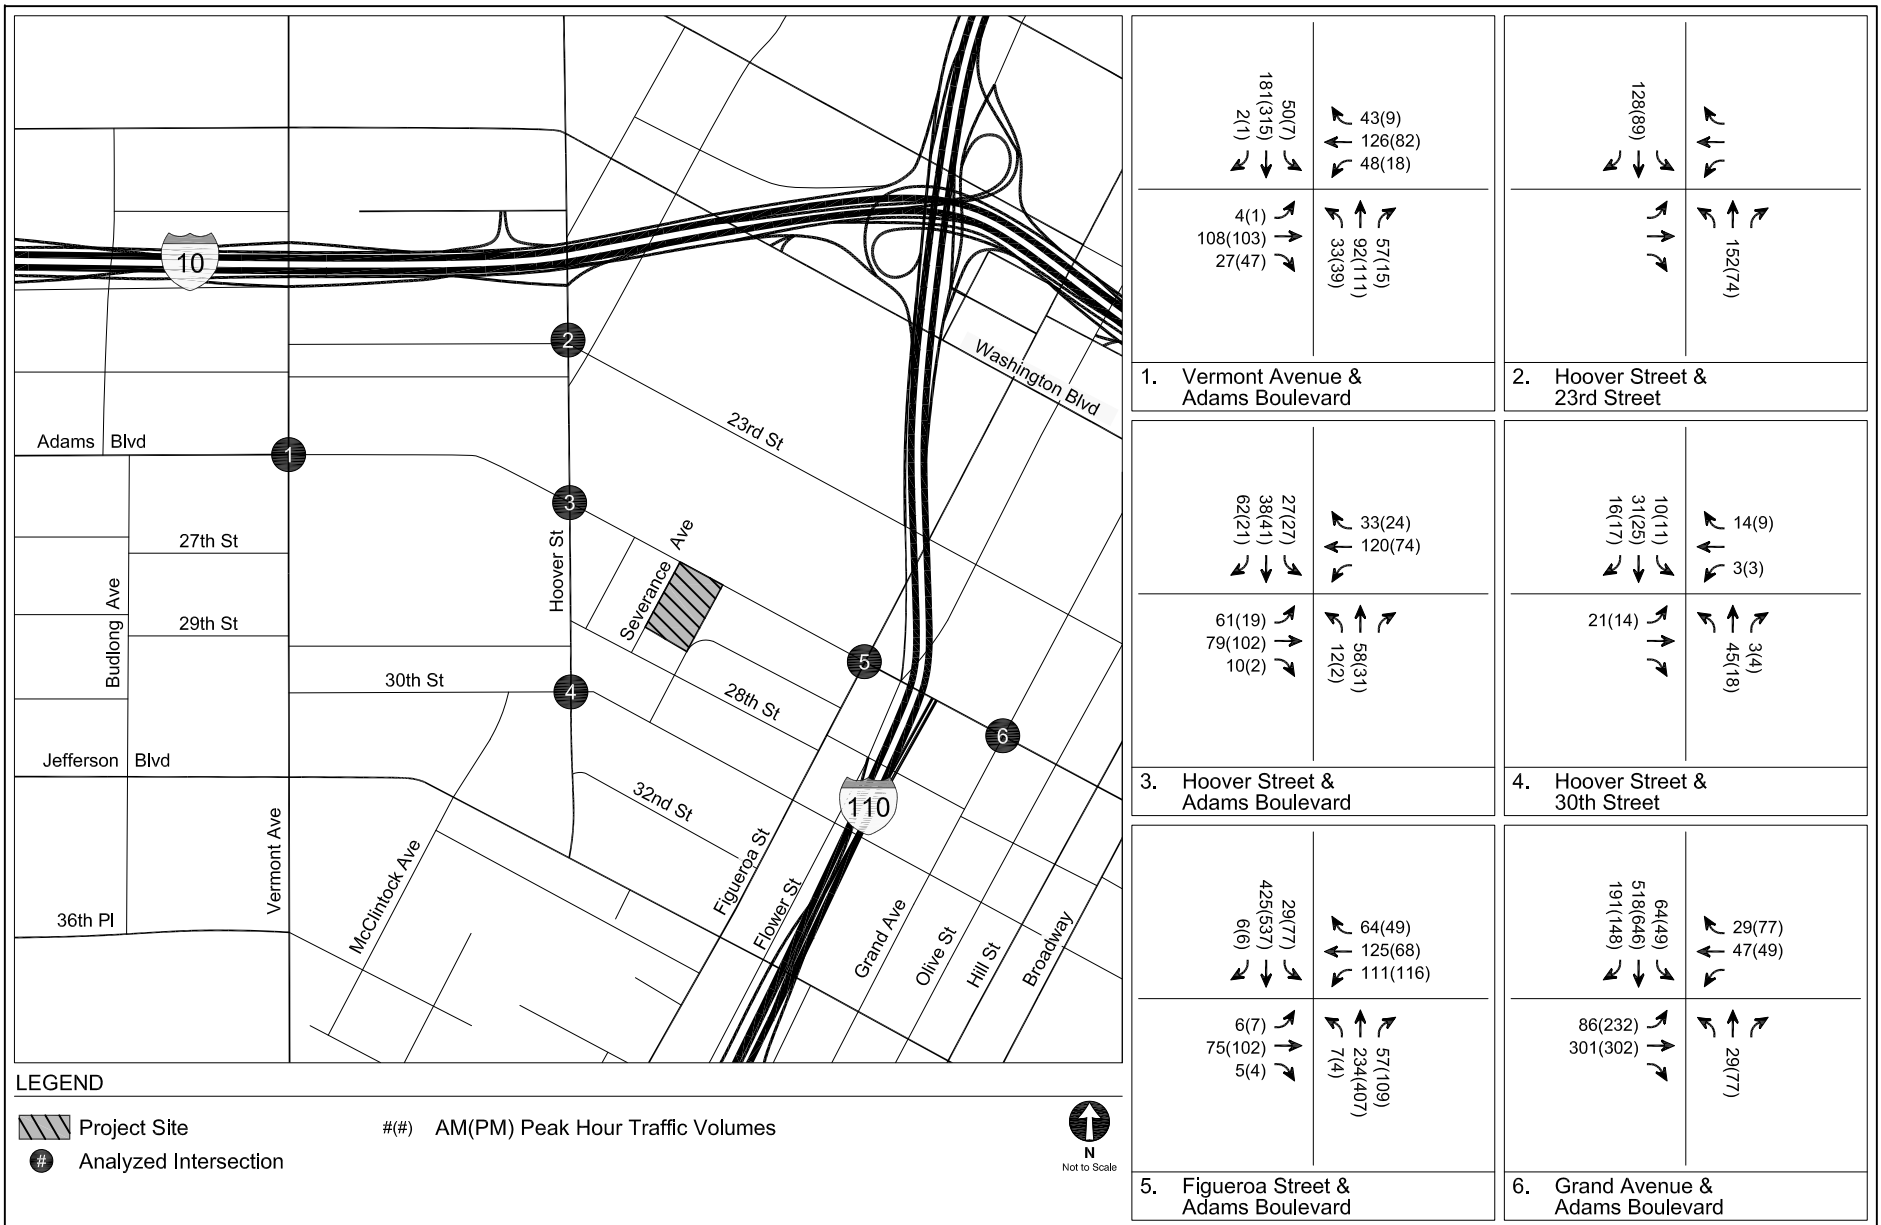 10
2
Washington Blvd
23rd St
Adams Blvd
1
3
27th St
Hoover St
Severance Ave
Budlong Ave
29th St
5
30th St
4
28th St
6
Jefferson Blvd
110
32nd St
Vermont Ave
McClintock Ave
Figueroa St
Flower St
Grand Ave
Olive St
Hill St
Broadway
36th Pl
LEGEND
Project Site
#(#) AM(PM) Peak Hour Traffic Volumes
# Analyzed Intersection
N
Not to Scale
2(1)
181(315)
50(7)
43(9)
126(82)
48(18)
4(1)
108(103)
27(47)
33(39)
92(111)
57(15)
1. Vermont Avenue &
Adams Boulevard
128(89)
152(74)
2. Hoover Street &
23rd Street
62(21)
38(41)
27(27)
33(24)
120(74)
61(19)
79(102)
10(2)
12(2)
58(31)
3. Hoover Street &
Adams Boulevard
16(17)
31(25)
10(11)
14(9)
3(3)
21(14)
45(18)
3(4)
4. Hoover Street &
30th Street
6(6)
425(537)
29(77)
64(49)
125(68)
111(116)
6(7)
75(102)
5(4)
7(4)
234(407)
57(109)
5. Figueroa Street &
Adams Boulevard
191(148)
518(646)
64(49)
29(77)
47(49)
86(232)
301(302)
29(77)
6. Grand Avenue &
Adams Boulevard